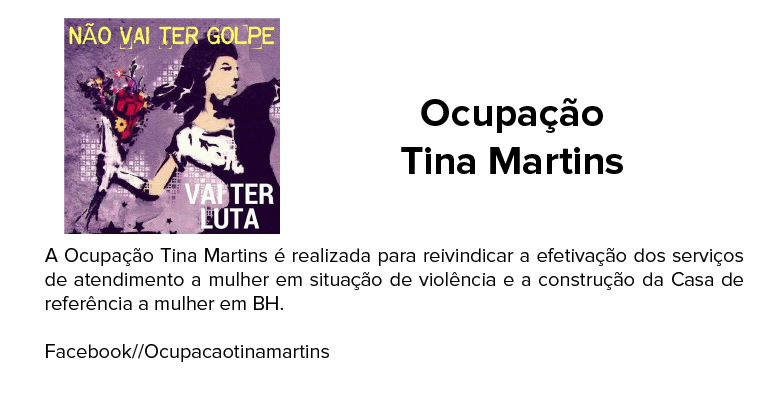 NÃO VAI TER GOLPE
VAI TER
LUTA
Ocupação
Tina Martins
A Ocupação Tina Martins é realizada para reivindicar a efetivação dos serviços
de atendimento a mulher em situação de violência e a construção da Casa de
referência a mulher em BH.
Facebook//Ocupacaotinamartins